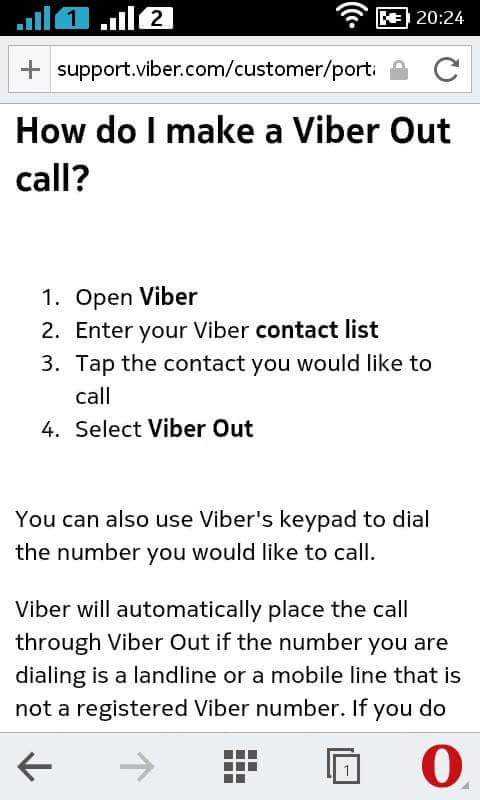 1 2 20:24
support.viber.com/customer/porta
How do I make a Viber Out
call?
1. Open Viber
2. Enter your Viber contact list
3. Tap the contact you would like to
call
4. Select Viber Out
You can also use Viber's keypad to dial
the number you would like to call.
Viber will automatically place the call
through Viber Out if the number you are
dialing is a landline or a mobile line that is
not a registered Viber number. If you do
1